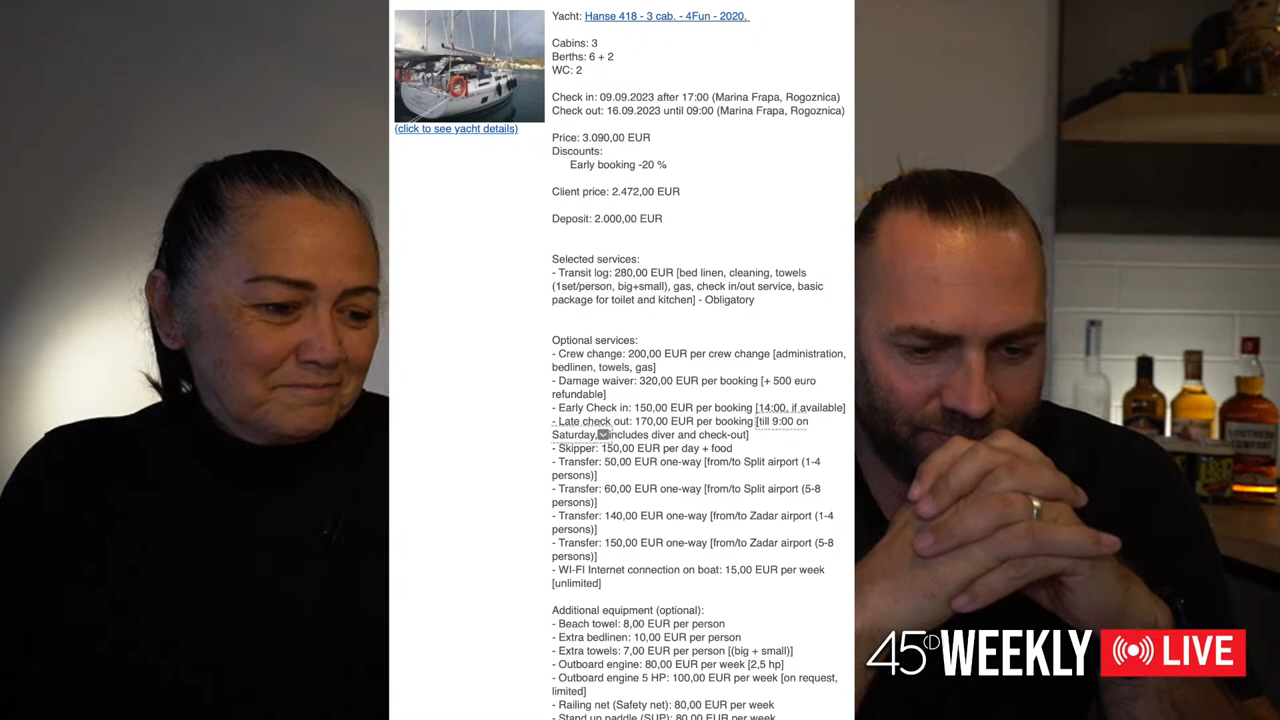 Yacht: Hanse 418 - 3 cab. - 4Fun - 2020.
Cabins: 3
Berths: 6 + 2
WC: 2
Check in: 09.09.2023 after 17:00 (Marina Frapa, Rogoznica)
Check out: 16.09.2023 until 09:00 (Marina Frapa, Rogoznica)
(click to see yacht details)
Price: 3.090,00 EUR
Discounts:
Early booking -20 %
Client price: 2.472,00 EUR
Deposit: 2.000,00 EUR
Selected services:
- Transit log: 280,00 EUR [bed linen, cleaning, towels
(1set/person, big+small), gas, check in/out service, basic
package for toilet and kitchen] - Obligatory
Optional services:
- Crew change: 200,00 EUR per crew change [administration,
bedlinen, towels, gas]
- Damage waiver: 320,00 EUR per booking [+ 500 euro
refundable]
- Early Check in: 150,00 EUR per booking [14:00, if available]
- Late check out: 170,00 EUR per booking [till 9:00 on
Saturday, includes diver and check-out]
- Skipper: 150,00 EUR per day + food
- Transfer: 50,00 EUR one-way [from/to Split airport (1-4
persons)]
- Transfer: 60,00 EUR one-way [from/to Split airport (5-8
persons)]
- Transfer: 140,00 EUR one-way [from/to Zadar airport (1-4
persons)]
- Transfer: 150,00 EUR one-way [from/to Zadar airport (5-8
persons)]
- WI-FI Internet connection on boat: 15,00 EUR per week
[unlimited]
Additional equipment (optional):
- Beach towel: 8,00 EUR per person
- Extra bedlinen: 10,00 EUR per person
- Extra towels: 7,00 EUR per person [(big + small)]
- Outboard engine: 80,00 EUR per week [2,5 hp]
- Outboard engine 5 HP: 100,00 EUR per week [on request,
limited]
- Railing net (Safety net): 80,00 EUR per week
- Stand up paddle (SUP): 80,00 EUR per week
SOUTHERN
COMFORT
45D WEEKLY LIVE